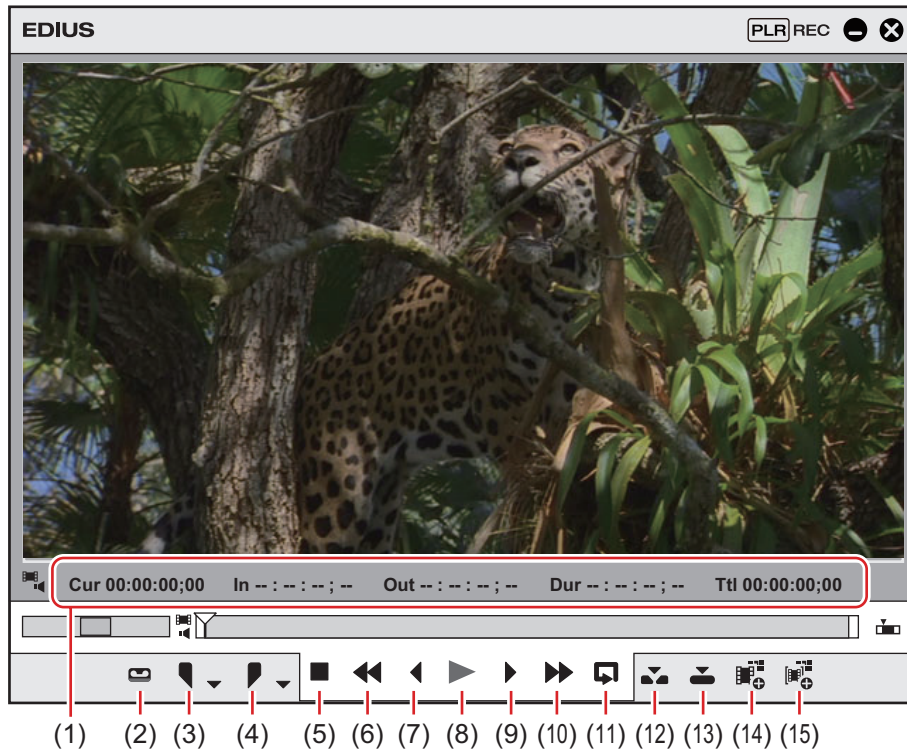 EDIUS PLR REC
Cur 00:00:00;00 In -- : -- : -- ; -- Out -- : -- : -- ; -- Dur -- : -- : -- ; -- Ttl 00:00:00;00
(1) (2) (3) (4) (5) (6) (7) (8) (9) (10) (11) (12) (13) (14) (15)